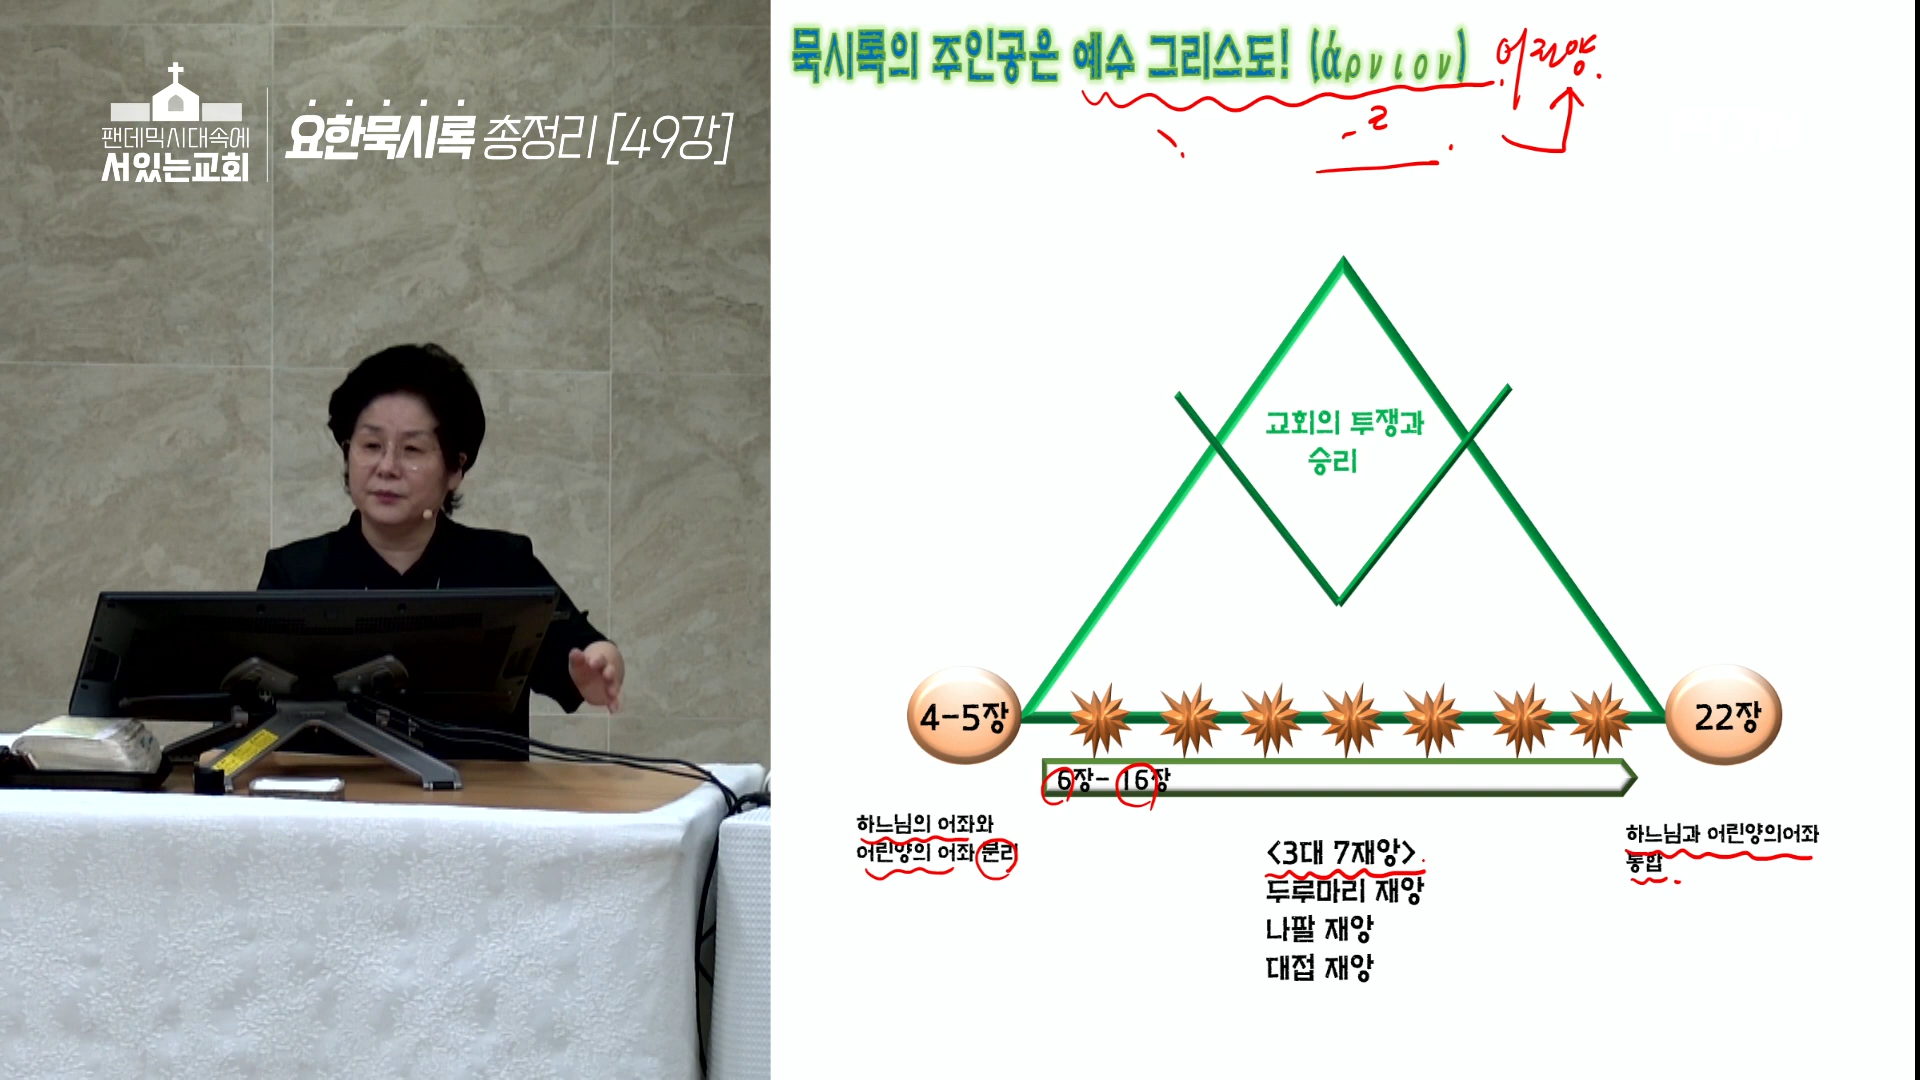 팬데믹시대속에
서있는교회
요한묵시록 총정리 [49강]
묵시록의 주인공은 예수 그리스도! (άρνιον) 어린양.
2
교회의 투쟁과
승리
4-5장
22장
6장- 16장
하느님의 어좌와
어린양의 어좌 분리
<3대 7재앙>
두루마리 재앙
나팔 재앙
대접 재앙
하느님과 어린양의어좌
통합